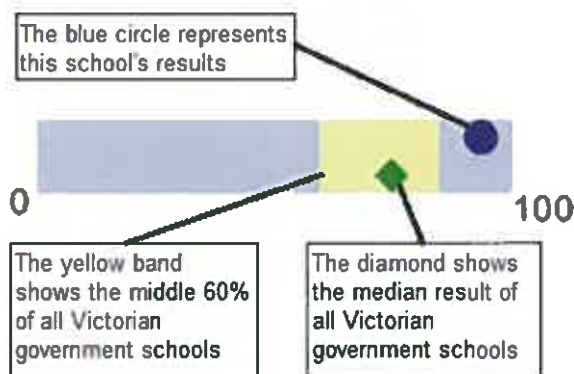 The blue circle represents
this school's results
0
100
The yellow band
shows the middle 60%
of all Victorian
government schools
The diamond shows
the median result of
all Victorian
government schools